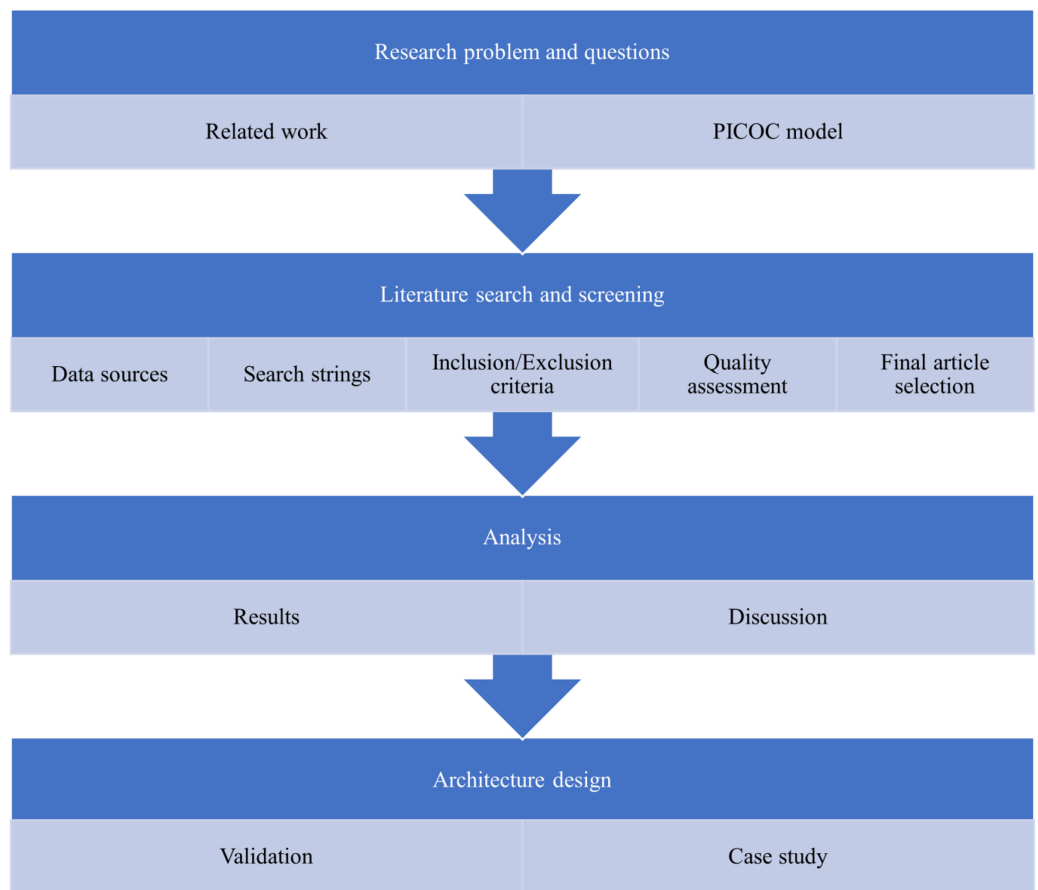 Research problem and questions
Related work
PICOC model
Literature search and screening
Data sources
Search strings
Inclusion/Exclusion
criteria
Quality
assessment
Final article
selection
Analysis
Results
Discussion
Architecture design
Validation
Case study